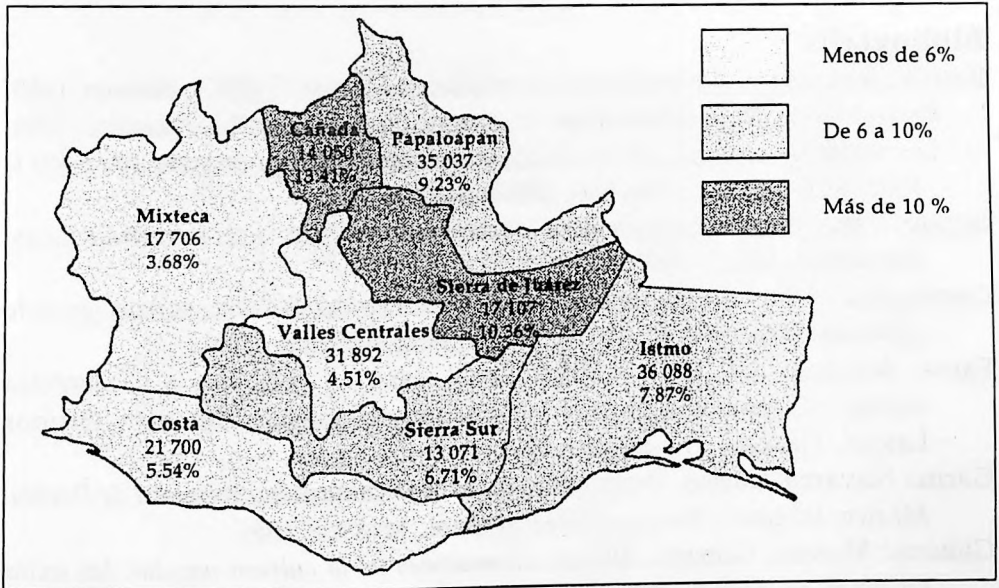 Menos de 6%
De 6 a 10%
Más de 10 %
Cañada
14 050
13.41%
Papaloapan
35 037
9.23%
Mixteca
17 706
3.68%
Sierra de Juárez
17 107
10.36%
Valles Centrales
31 892
4.51%
Istmo
36 088
7.87%
Costa
21 700
5.54%
Sierra Sur
13 071
6.71%